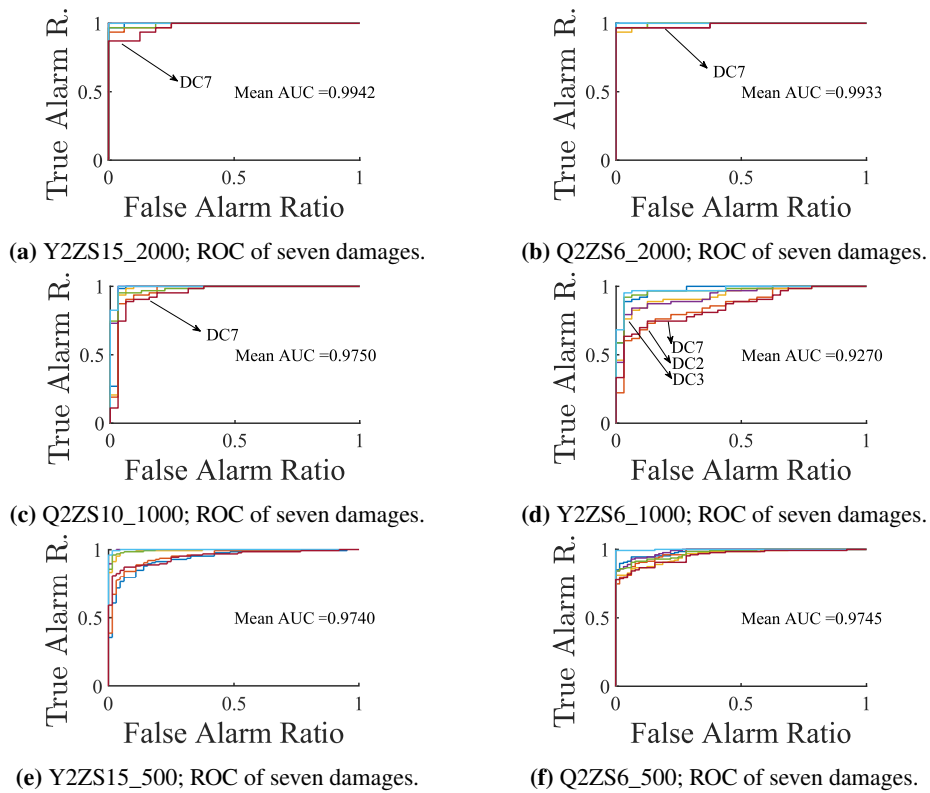 True Alarm R.
1
0.5
0
DC7
Mean AUC =0.9942
0 0.5 1
False Alarm Ratio
(a) Y2ZS15_2000; ROC of seven damages.
True Alarm R.
1
0.5
0
DC7
Mean AUC =0.9933
0 0.5 1
False Alarm Ratio
(b) Q2ZS6_2000; ROC of seven damages.
True Alarm R.
1
0.5
0
DC7
Mean AUC =0.9750
0 0.5 1
False Alarm Ratio
(c) Q2ZS10_1000; ROC of seven damages.
True Alarm R.
1
0.5
0
DC7
DC2
DC3
Mean AUC =0.9270
0 0.5 1
False Alarm Ratio
(d) Y2ZS6_1000; ROC of seven damages.
True Alarm R.
1
0.5
0
Mean AUC =0.9740
0 0.5 1
False Alarm Ratio
(e) Y2ZS15_500; ROC of seven damages.
True Alarm R.
1
0.5
0
Mean AUC =0.9745
0 0.5 1
False Alarm Ratio
(f) Q2ZS6_500; ROC of seven damages.